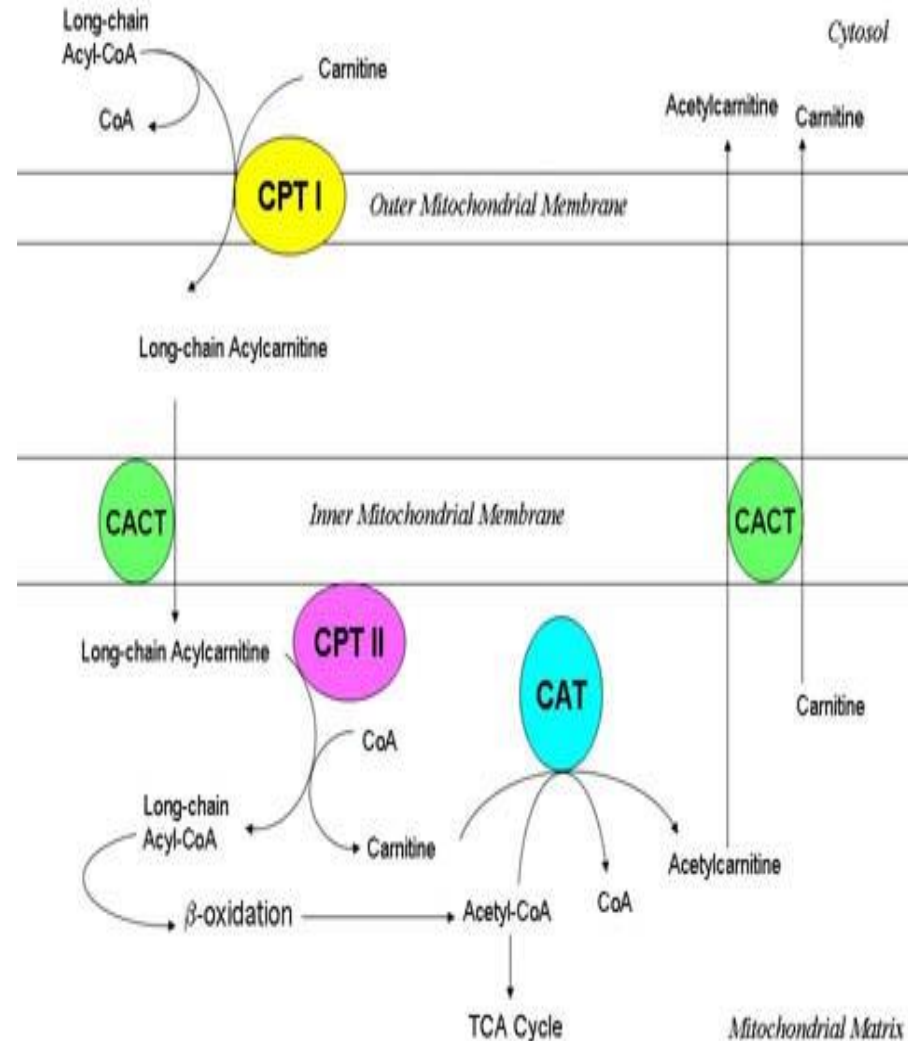 Long-chain
Acyl-CoA
CoA
Carnitine
Cytosol
Acetylcarnitine
Carnitine
CPT I
Outer Mitochondrial Membrane
Long-chain Acylcarnitine
CACT
Inner Mitochondrial Membrane
CACT
Long-chain Acylcarnitine
CPT II
CAT
Carnitine
CoA
Long-chain
Acyl-CoA
Carnitine
Acetylcarnitine
β-oxidation
Acetyl-CoA
CoA
TCA Cycle
Mitochondrial Matrix